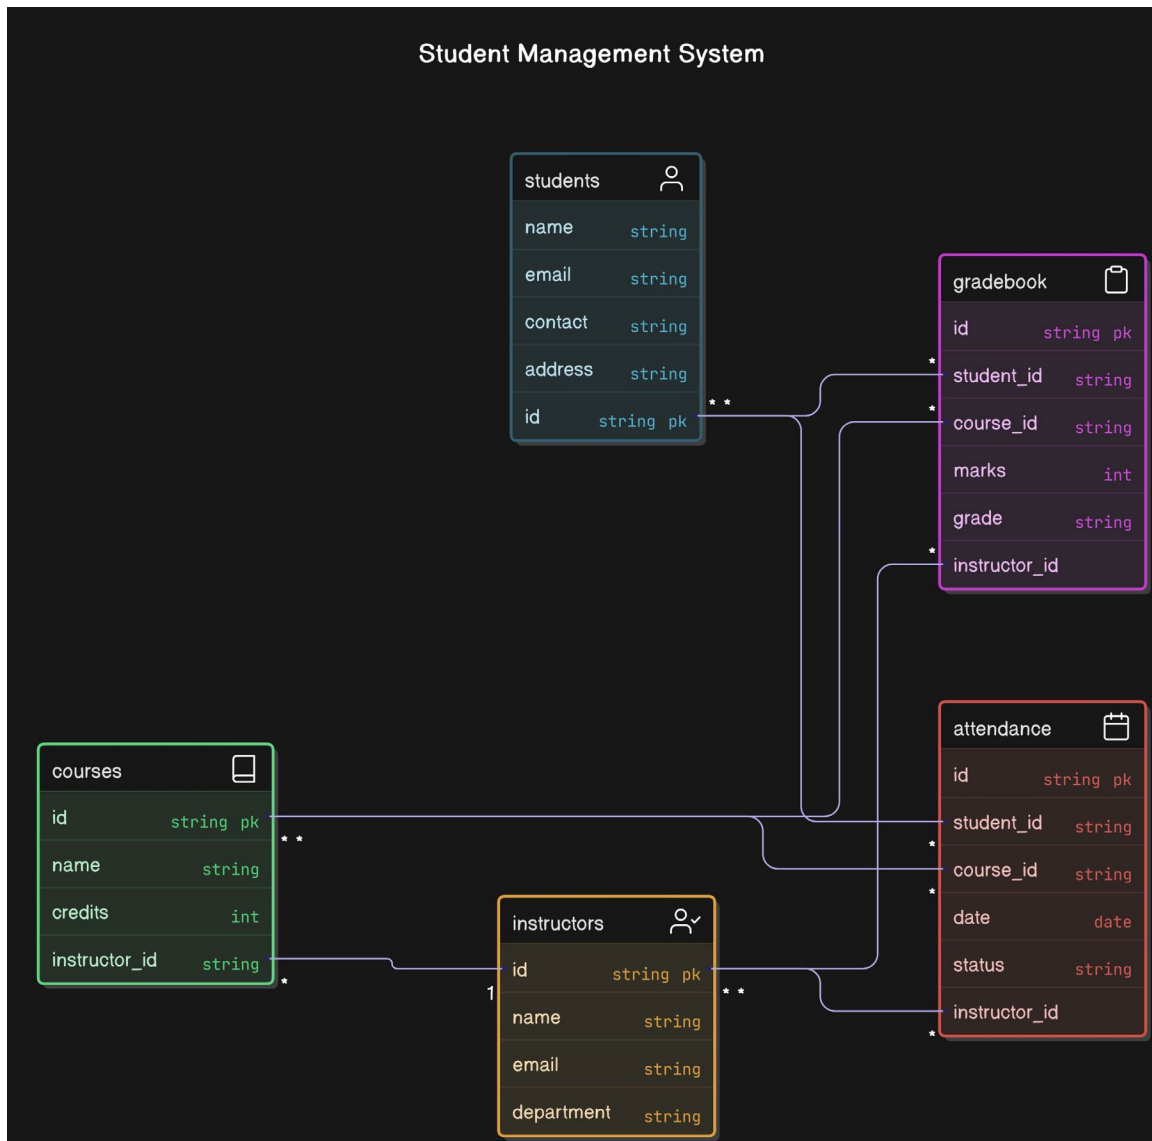 Student Management System
students
name string
email string
contact string
address string
id string pk
* *
gradebook
id string pk
* student_id string
* course_id string
marks int
grade string
* instructor_id
courses
id string pk
* *
name string
credits int
instructor_id string
*
instructors
id string pk
1 * *
name string
email string
department string
attendance
id string pk
student_id string
*
course_id string
*
date date
status string
instructor_id
*